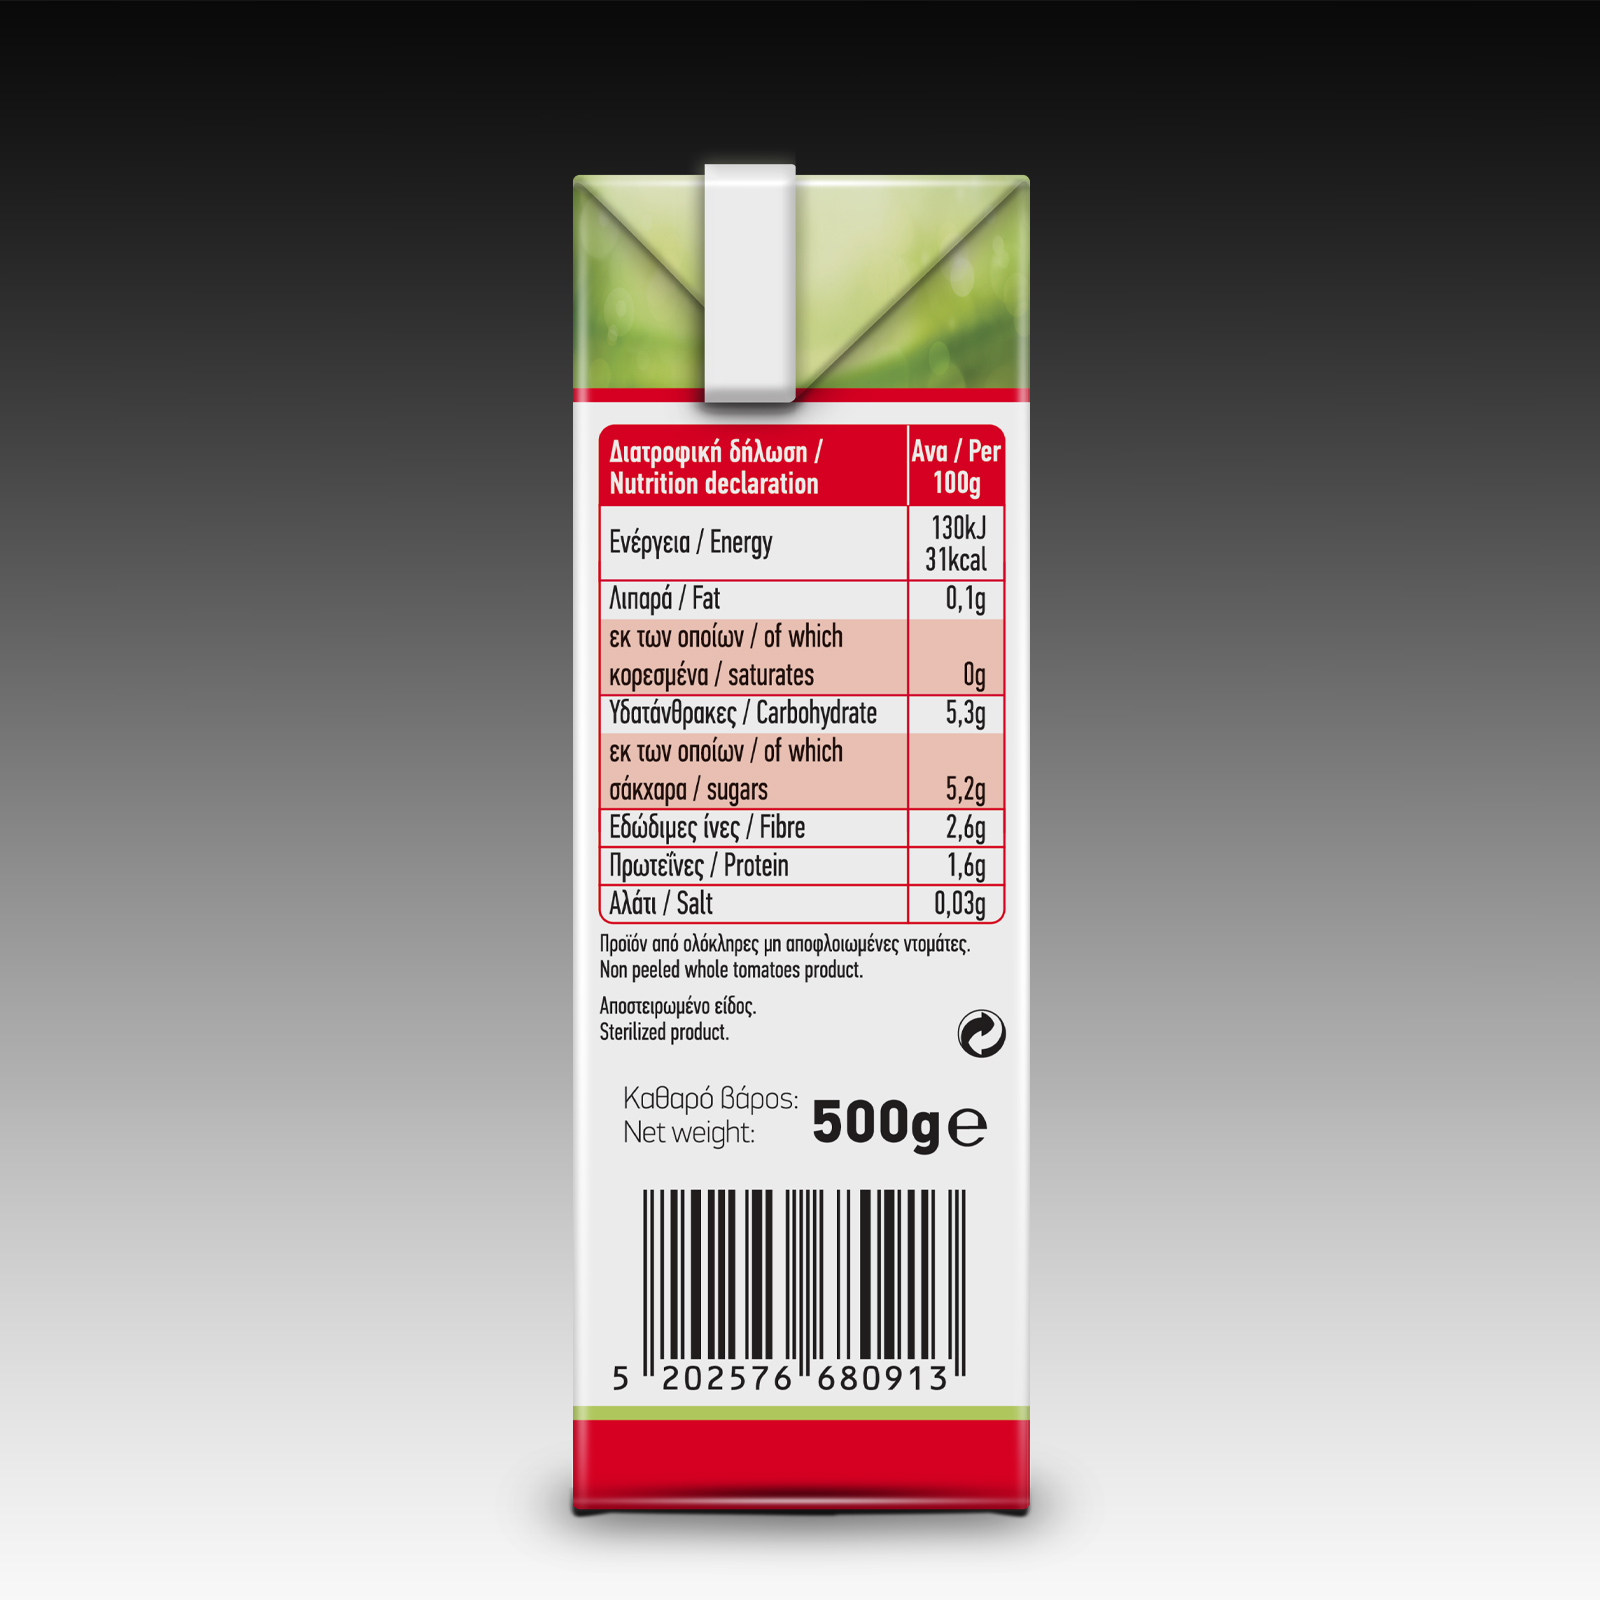 Διατροφική δήλωση / Ανα / Per
Nutrition declaration 100g
Ενέργεια / Energy 130kJ
31kcal
Λιπαρά / Fat 0,1g
εκ των οποίων / of which
κορεσμένα / saturates 0g
Υδατάνθρακες / Carbohydrate 5,3g
εκ των οποίων / of which
σάκχαρα / sugars 5,2g
Εδώδιμες ίνες / Fibre 2,6g
Πρωτεΐνες / Protein 1,6g
Αλάτι / Salt 0,03g
Προϊόν από ολόκληρες μη αποφλοιωμένες ντομάτες.
Non peeled whole tomatoes product.
Αποστειρωμένο είδος.
Sterilized product.
Καθαρό βάρος:
Net weight: 500g e
5 202576 680913